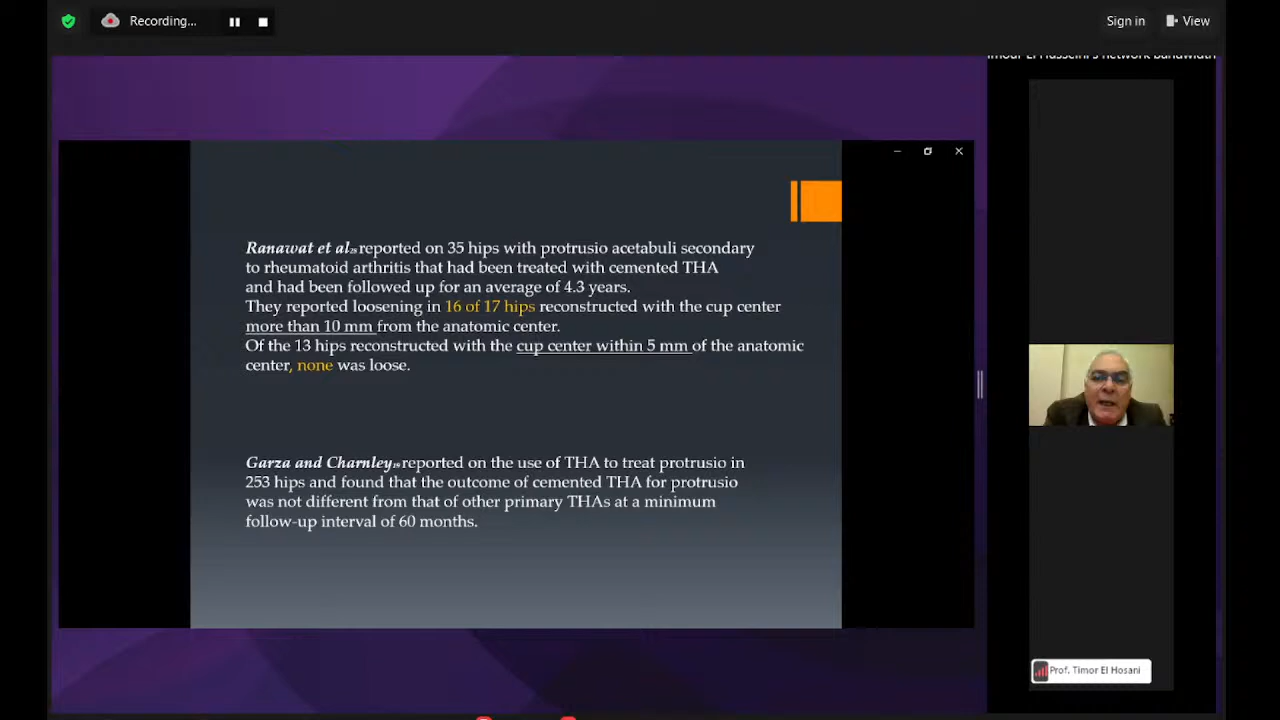 Recording...
Sign in
View
Ranawat et al reported on 35 hips with protrusio acetabuli secondary
to rheumatoid arthritis that had been treated with cemented THA
and had been followed up for an average of 4.3 years.
They reported loosening in 16 of 17 hips reconstructed with the cup center
more than 10 mm from the anatomic center.
Of the 13 hips reconstructed with the cup center within 5 mm of the anatomic
center, none was loose.
Garza and Charnley reported on the use of THA to treat protrusio in
253 hips and found that the outcome of cemented THA for protrusio
was not different from that of other primary THAs at a minimum
follow-up interval of 60 months.
network bandwidth
Prof. Timor El Hosani